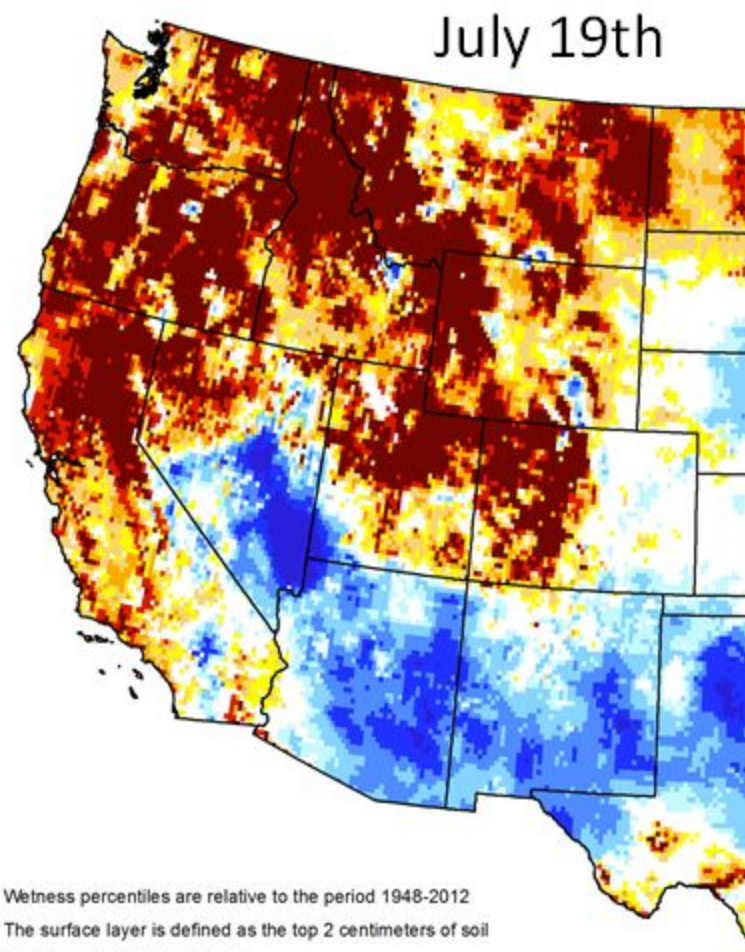 July 19th
Wetness percentiles are relative to the period 1948-2012
The surface layer is defined as the top 2 centimeters of soil